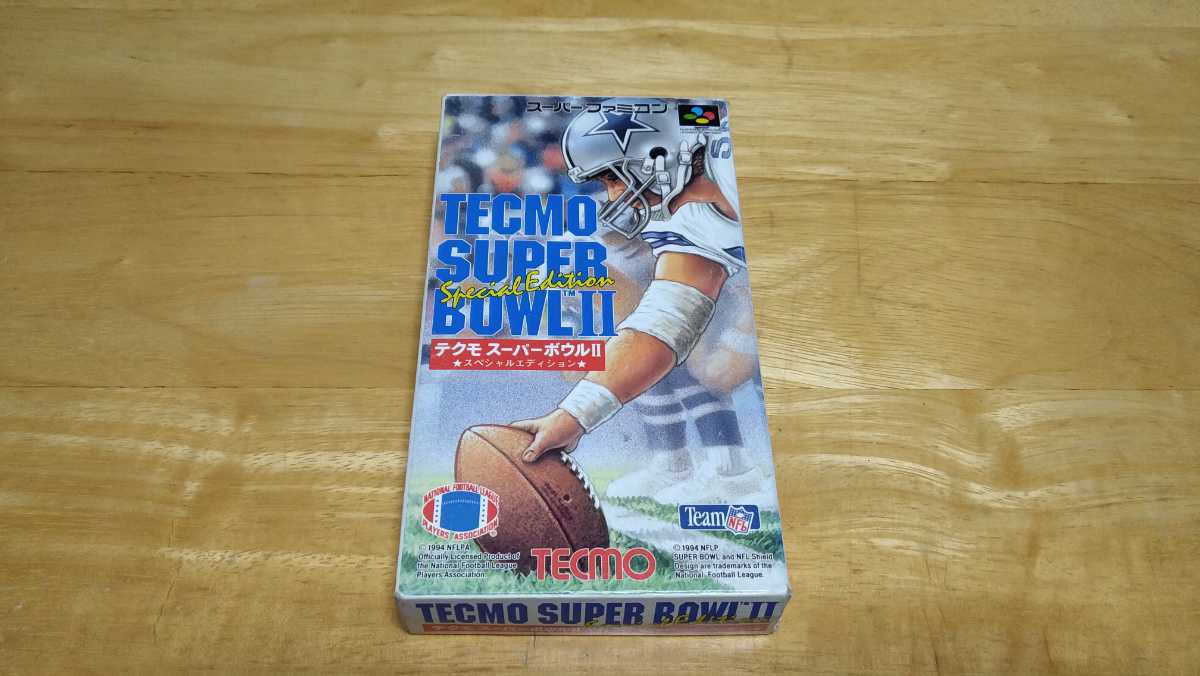 スーパーファミコン
TECMO
SUPER
Special Edition
BOWL™ II
テクモ スーパーボウルII
★スペシャルエディション★
NATIONAL FOOTBALL LEAGUE
PLAYERS ASSOCIATION
Team NFL
© 1994 NFLPA
Officially Licensed Product of
the National Football League
Players Association.
TECMO
© 1994 NFLP
SUPER BOWL and NFL Shield
Design are trademarks of the
National Football League.
TECMO SUPER BOWL™ II